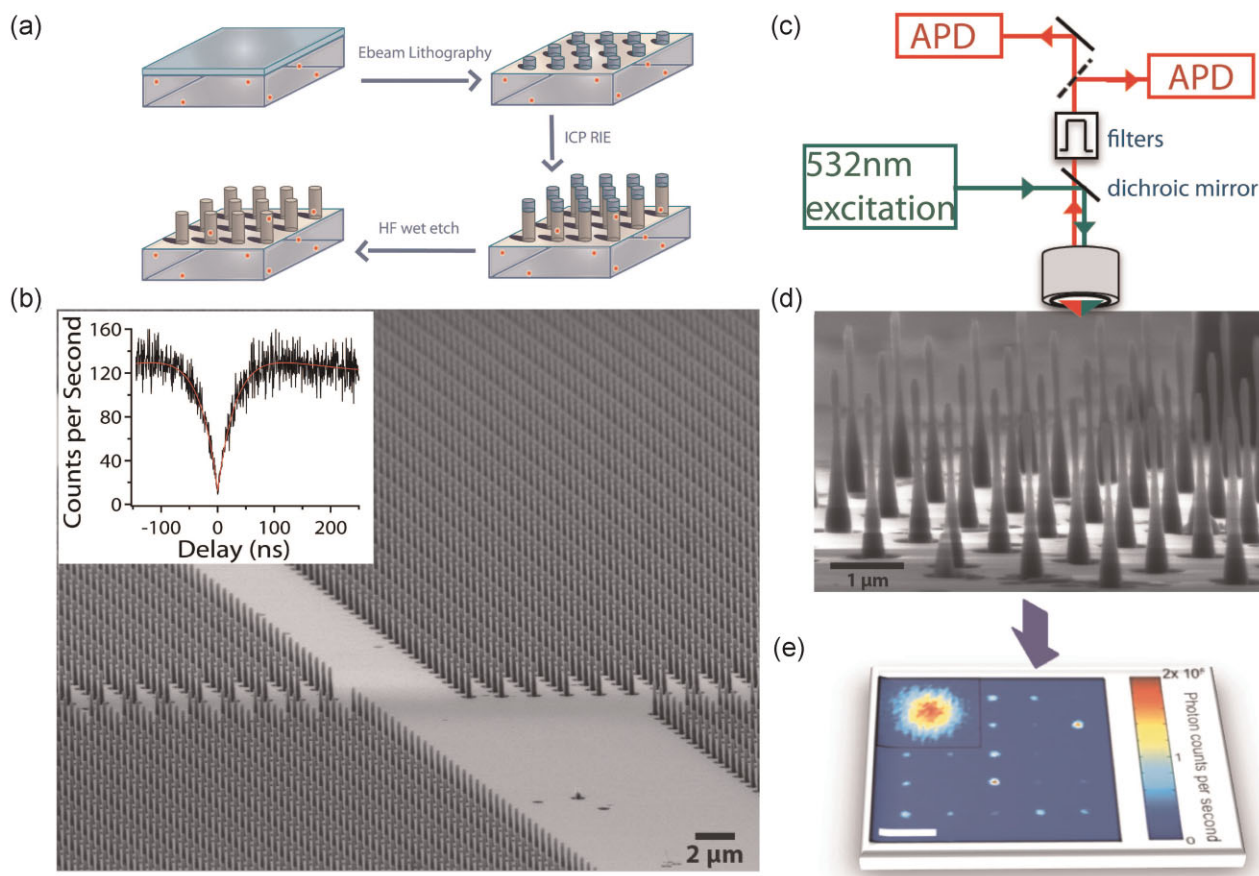 (a)
Ebeam Lithography
ICP RIE
HF wet etch
(b)
Counts per Second
160
120
80
40
0
-100
0
100
200
Delay (ns)
2 μm
(c)
APD
APD
filters
532nm
excitation
dichroic mirror
(d)
1 μm
(e)
2x 10⁶
1
0
Photon counts per second